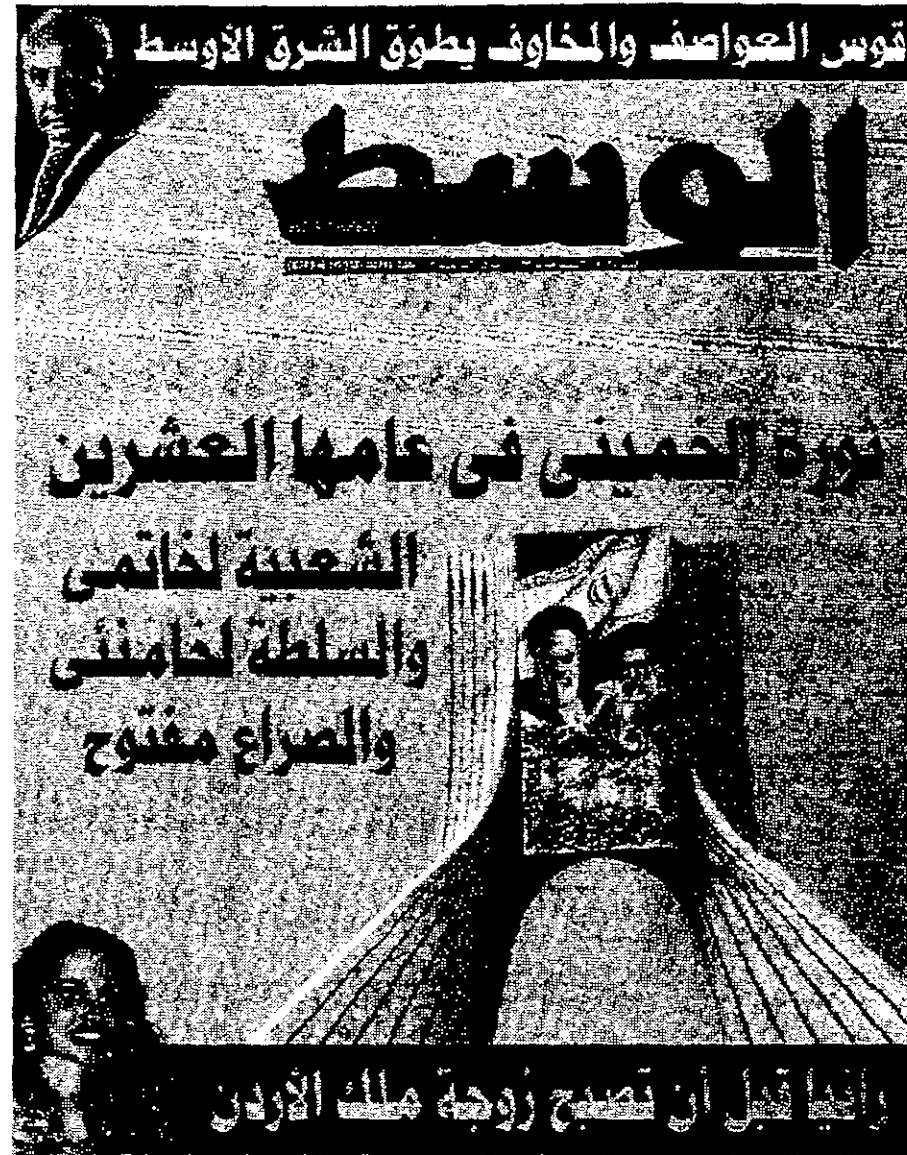 قوس العواصف والمخاوف يطوّق الشرق الأوسط
الوسط
ثورة الخميني في عامها العشرين
الشعبية لخاتمي
والسلطة لخامنئي
والصراع مفتوح
رانيا قبل أن تصبح زوجة ملك الأردن